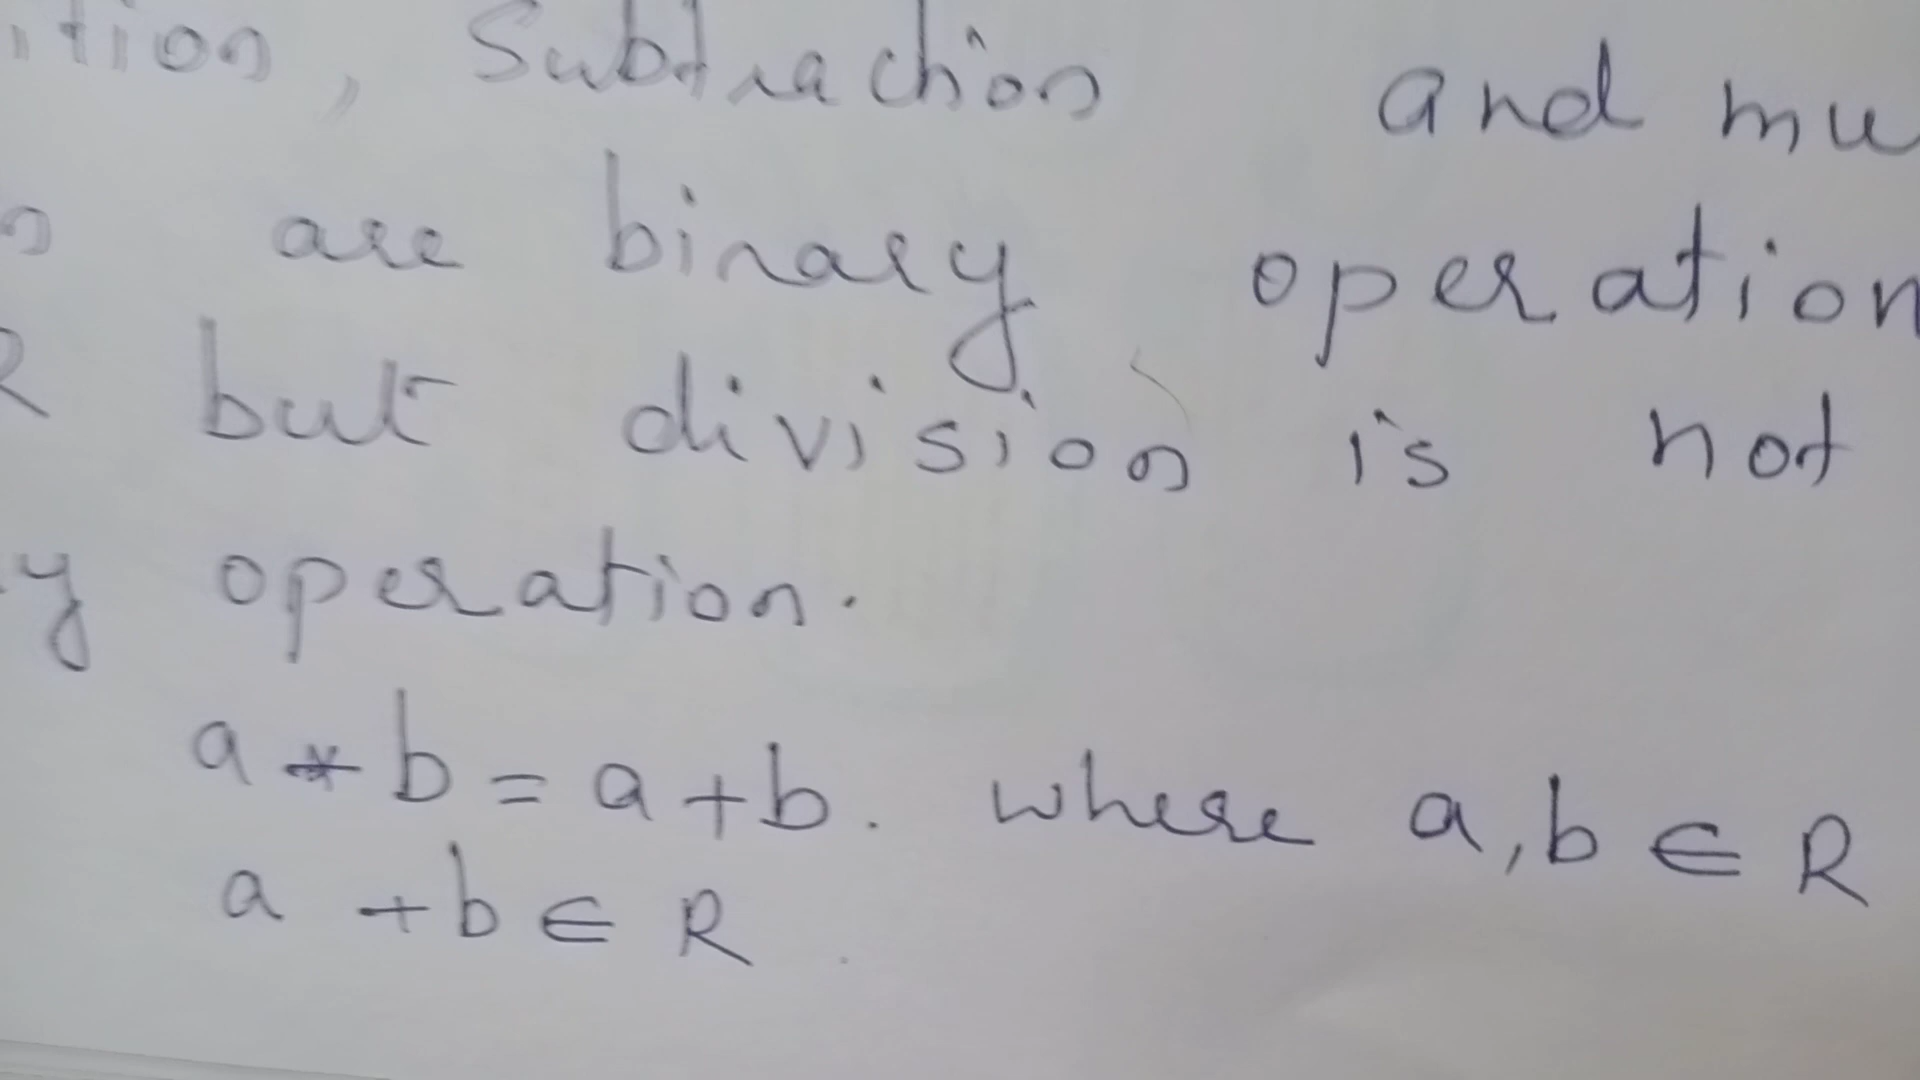 ition, Subtraction and mu
n are binary operation
R but division is not
y operation.
a * b = a + b. where a, b ∈ R
a + b ∈ R